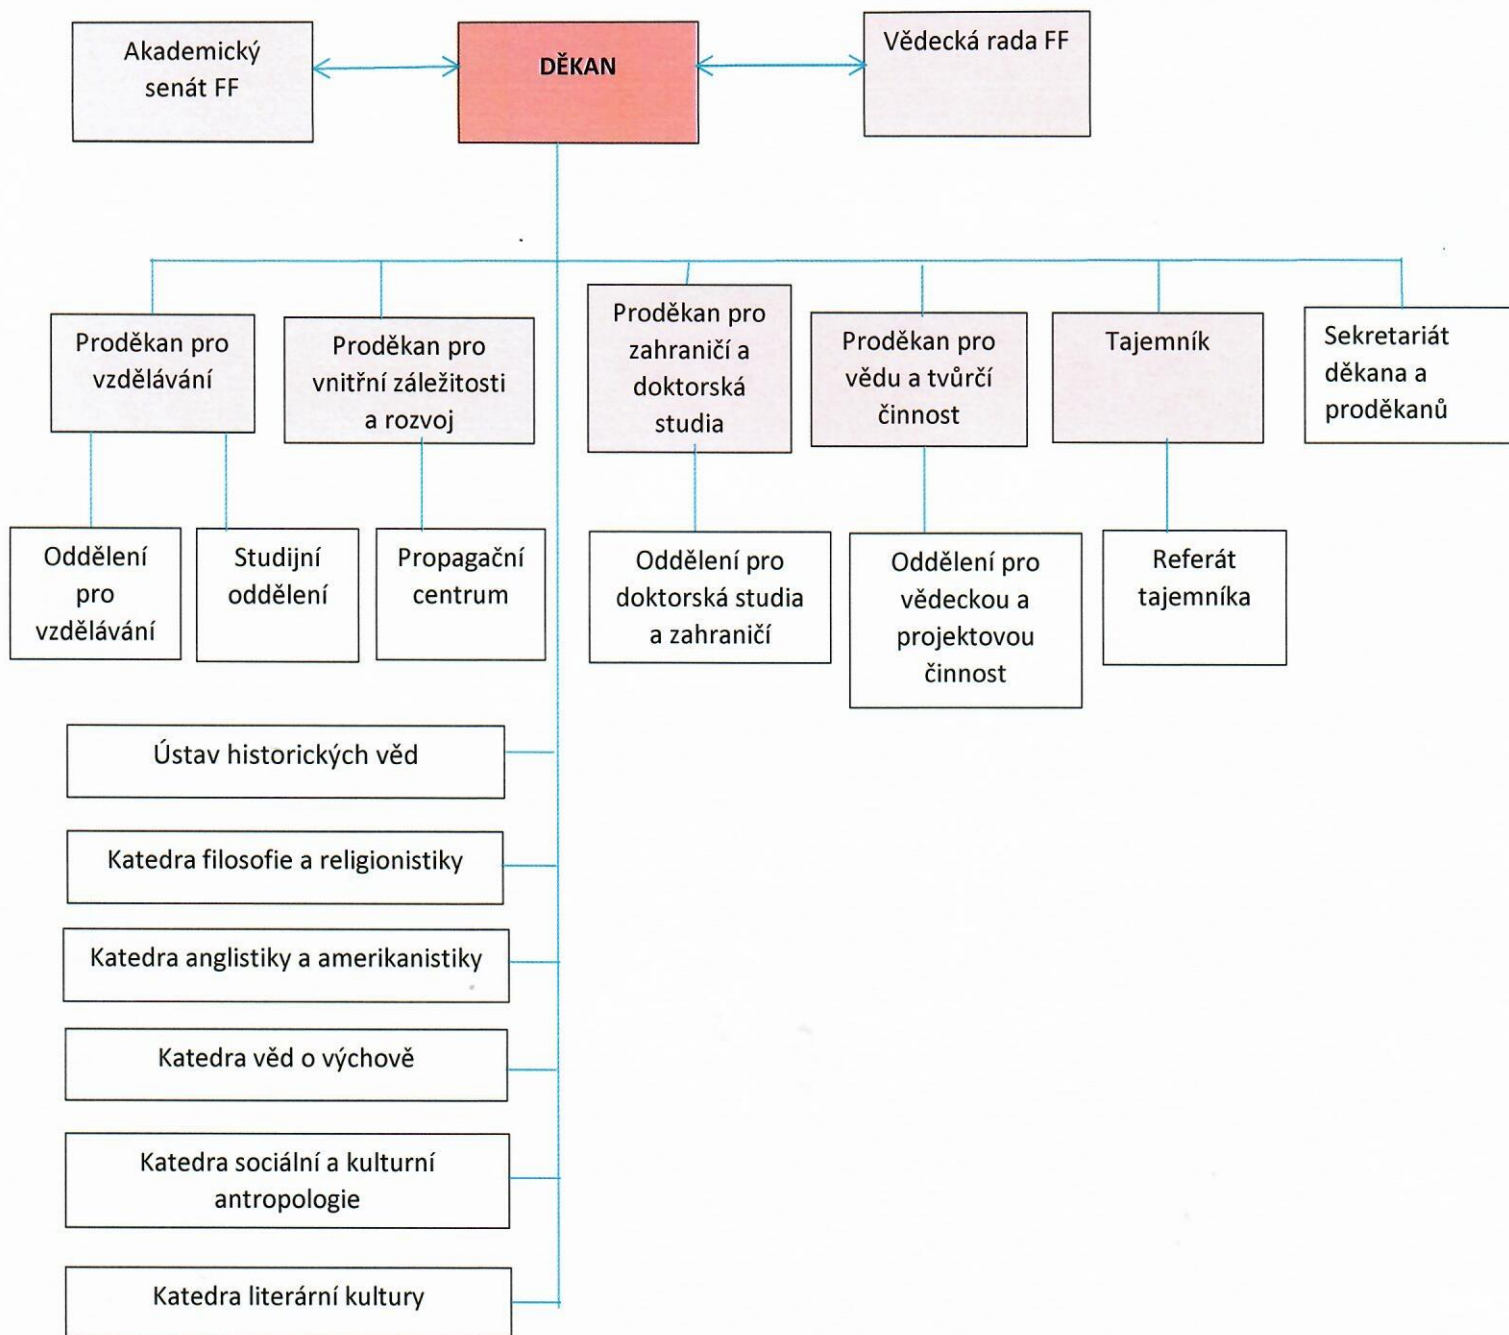 Akademický
senát FF
DĚKAN
Vědecká rada FF
Proděkan pro
vzdělávání
Proděkan pro
vnitřní záležitosti
a rozvoj
Proděkan pro
zahraničí a
doktorská
studia
Proděkan pro
vědu a tvůrčí
činnost
Tajemník
Sekretariát
děkana a
proděkanů
Oddělení
pro
vzdělávání
Studijní
oddělení
Propagační
centrum
Oddělení pro
doktorská studia
a zahraničí
Oddělení pro
vědeckou a
projektovou
činnost
Referát
tajemníka
Ústav historických věd
Katedra filosofie a religionistiky
Katedra anglistiky a amerikanistiky
Katedra věd o výchově
Katedra sociální a kulturní
antropologie
Katedra literární kultury